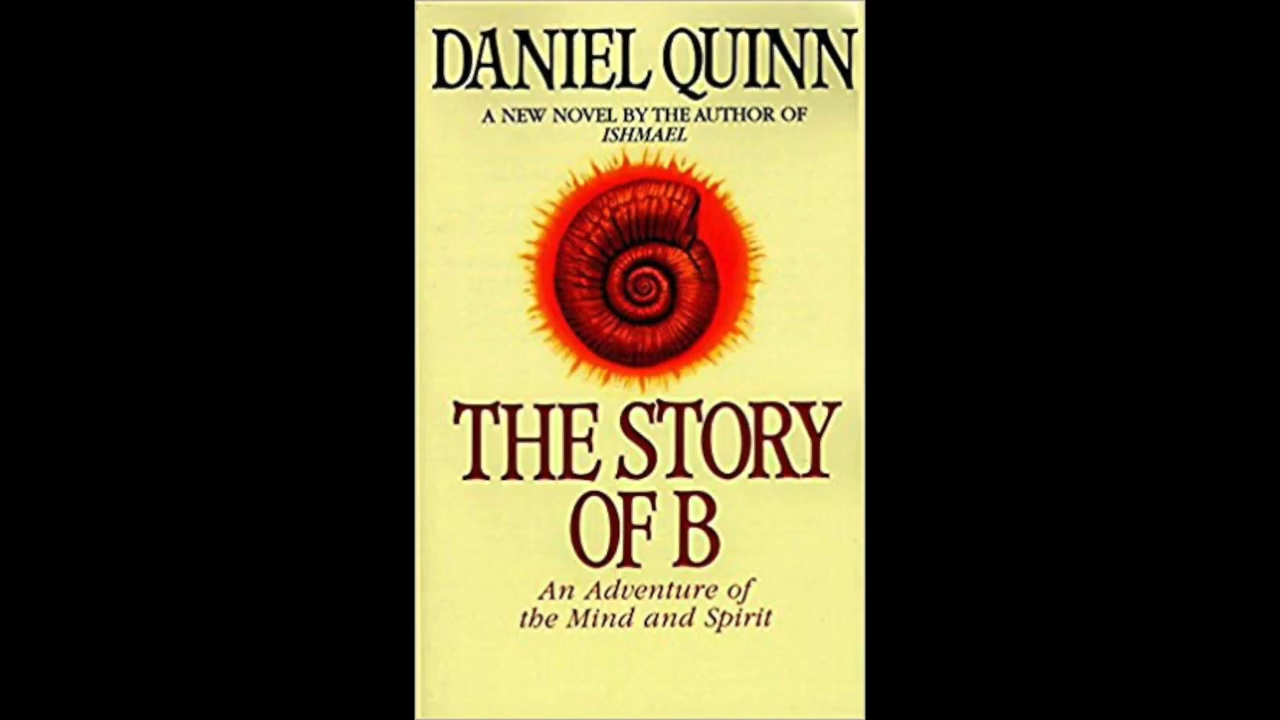 DANIEL QUINN
A NEW NOVEL BY THE AUTHOR OF
ISHMAEL
THE STORY
OF B
An Adventure of
the Mind and Spirit